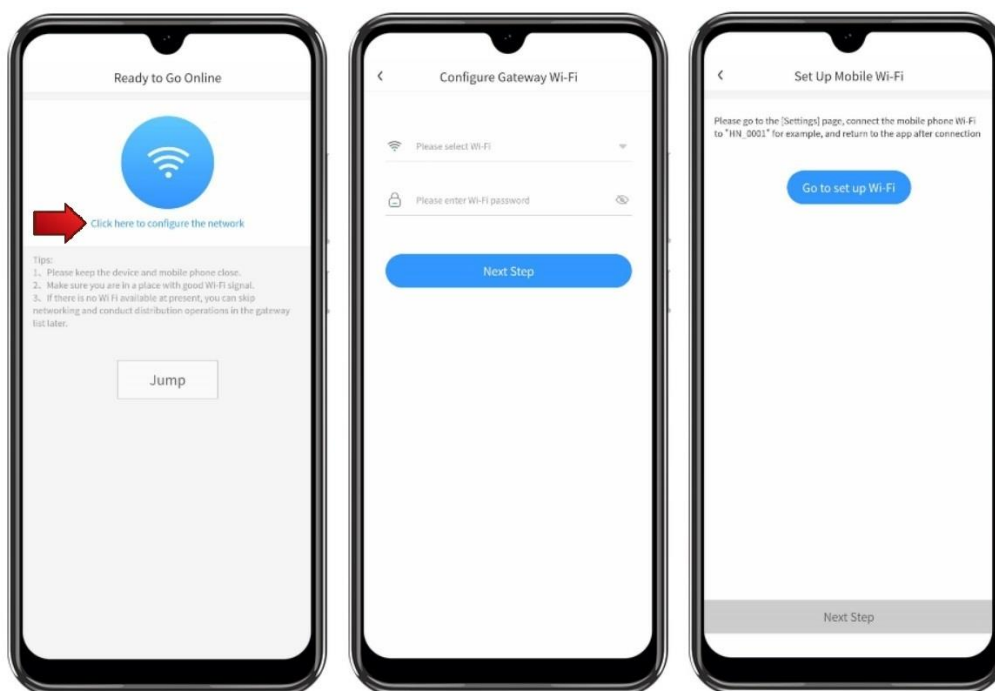 Ready to Go Online
Click here to configure the network
Tips:
1、Please keep the device and mobile phone close.
2、Make sure you are in a place with good Wi-Fi signal.
3、If there is no Wi Fi available at present, you can skip
networking and conduct distribution operations in the gateway
list later.
Jump
Configure Gateway Wi-Fi
Please select Wi-Fi
Please enter Wi-Fi password
Next Step
Set Up Mobile Wi-Fi
Please go to the [Settings] page, connect the mobile phone Wi-Fi
to "HN_0001" for example, and return to the app after connection
Go to set up Wi-Fi
Next Step